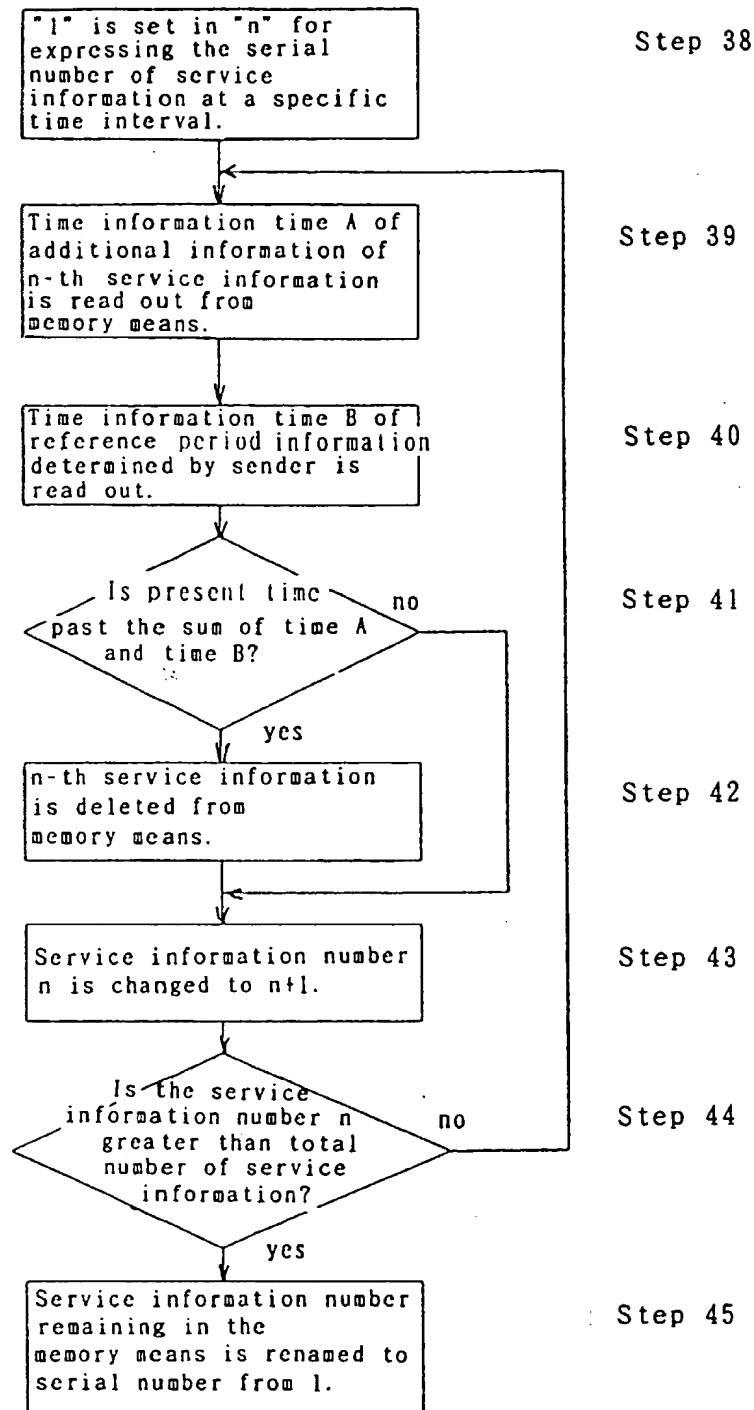 "1" is set in "n" for
expressing the serial
number of service
information at a specific
time interval.
Step 38
Time information time A of
additional information of
n-th service information
is read out from
memory means.
Step 39
Time information time B of
reference period information
determined by sender is
read out.
Step 40
Is present time
past the sum of time A
and time B?
no
yes
Step 41
n-th service information
is deleted from
memory means.
Step 42
Service information number
n is changed to n+1.
Step 43
Is the service
information number n
greater than total
number of service
information?
no
yes
Step 44
Service information number
remaining in the
memory means is renamed to
serial number from 1.
Step 45